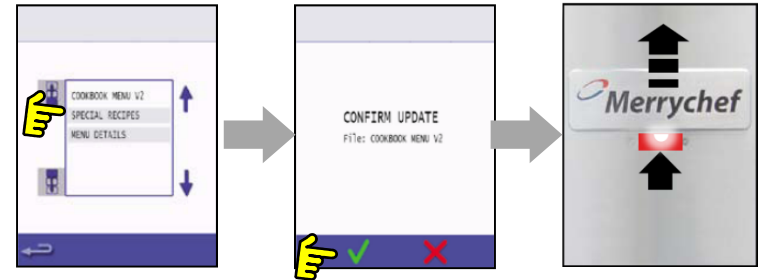 COOKBOOK MENU V2
SPECIAL RECIPES
MENU DETAILS
CONFIRM UPDATE
File: COOKBOOK MENU V2
Merrychef